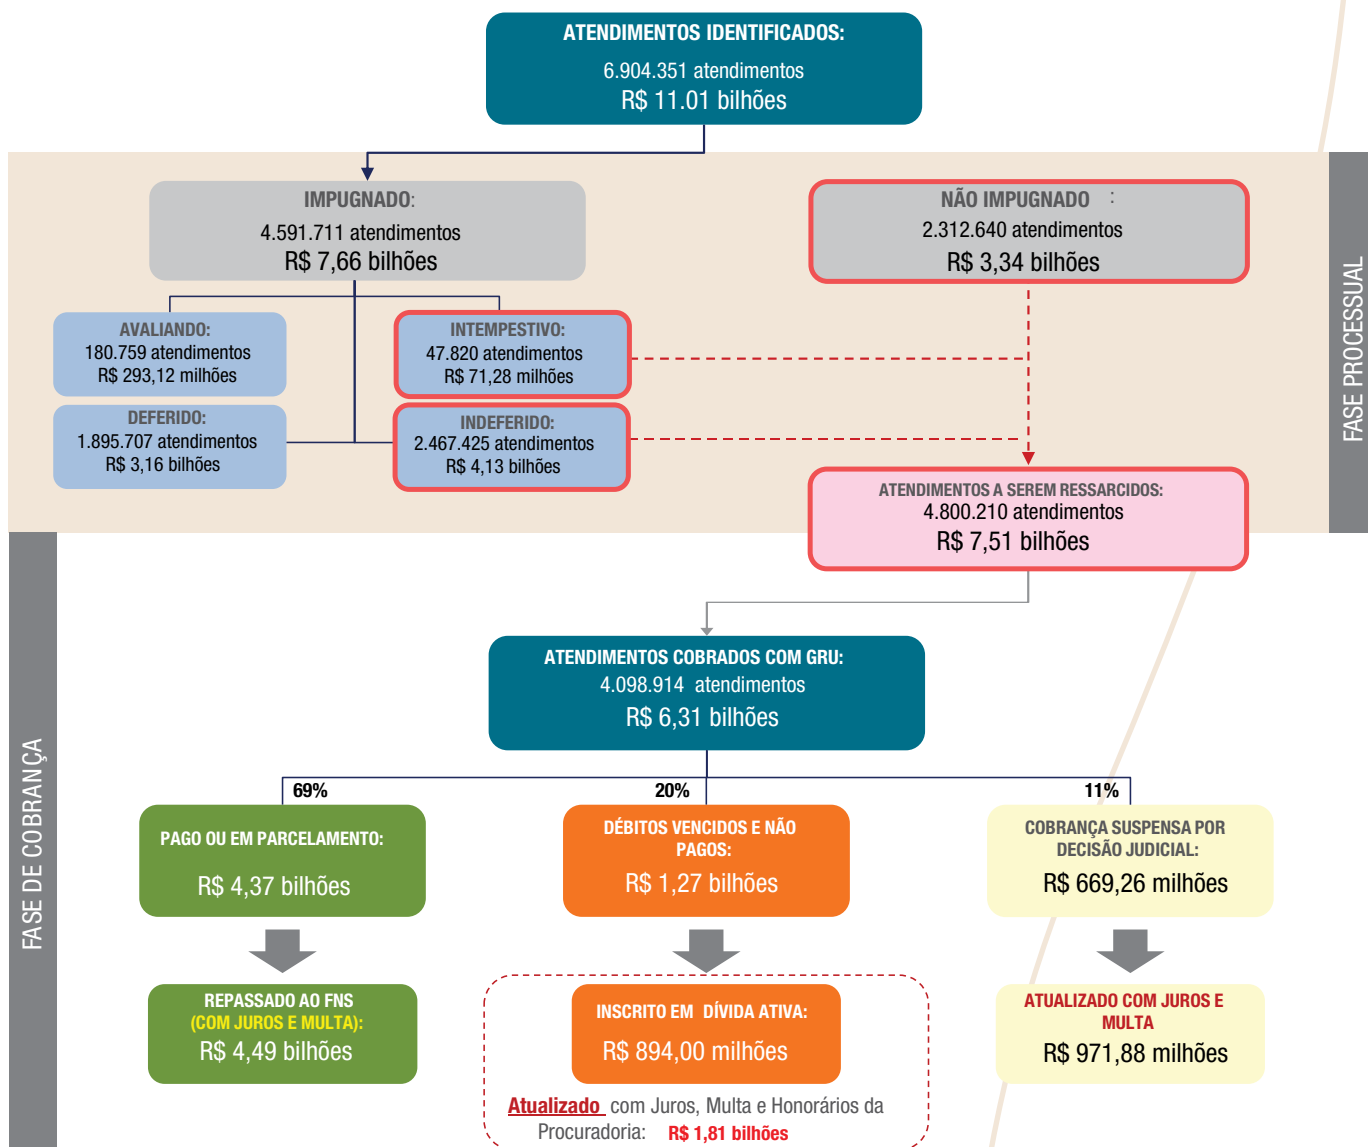 ATENDIMENTOS IDENTIFICADOS:
6.904.351 atendimentos
R$ 11.01 bilhões
IMPUGNADO:
4.591.711 atendimentos
R$ 7,66 bilhões
NÃO IMPUGNADO :
2.312.640 atendimentos
R$ 3,34 bilhões
FASE PROCESSUAL
AVALIANDO:
180.759 atendimentos
R$ 293,12 milhões
INTEMPESTIVO:
47.820 atendimentos
R$ 71,28 milhões
DEFERIDO:
1.895.707 atendimentos
R$ 3,16 bilhões
INDEFERIDO:
2.467.425 atendimentos
R$ 4,13 bilhões
ATENDIMENTOS A SEREM RESSARCIDOS:
4.800.210 atendimentos
R$ 7,51 bilhões
FASE DE COBRANÇA
ATENDIMENTOS COBRADOS COM GRU:
4.098.914 atendimentos
R$ 6,31 bilhões
69%
20%
11%
PAGO OU EM PARCELAMENTO:
R$ 4,37 bilhões
DÉBITOS VENCIDOS E NÃO
PAGOS:
R$ 1,27 bilhões
COBRANÇA SUSPENSA POR
DECISÃO JUDICIAL:
R$ 669,26 milhões
REPASSADO AO FNS
(COM JUROS E MULTA):
R$ 4,49 bilhões
INSCRITO EM DÍVIDA ATIVA:
R$ 894,00 milhões
Atualizado com Juros, Multa e Honorários da
Procuradoria: R$ 1,81 bilhões
ATUALIZADO COM JUROS E
MULTA
R$ 971,88 milhões